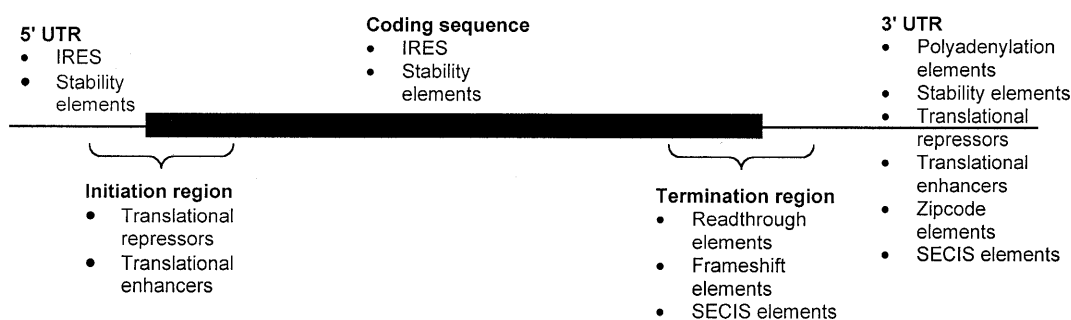 5' UTR
• IRES
• Stability
elements
Coding sequence
• IRES
• Stability
elements
3' UTR
• Polyadenylation
elements
• Stability elements
• Translational
repressors
• Translational
enhancers
• Zipcode
elements
• SECIS elements
Initiation region
• Translational
repressors
• Translational
enhancers
Termination region
• Readthrough
elements
• Frameshift
elements
• SECIS elements